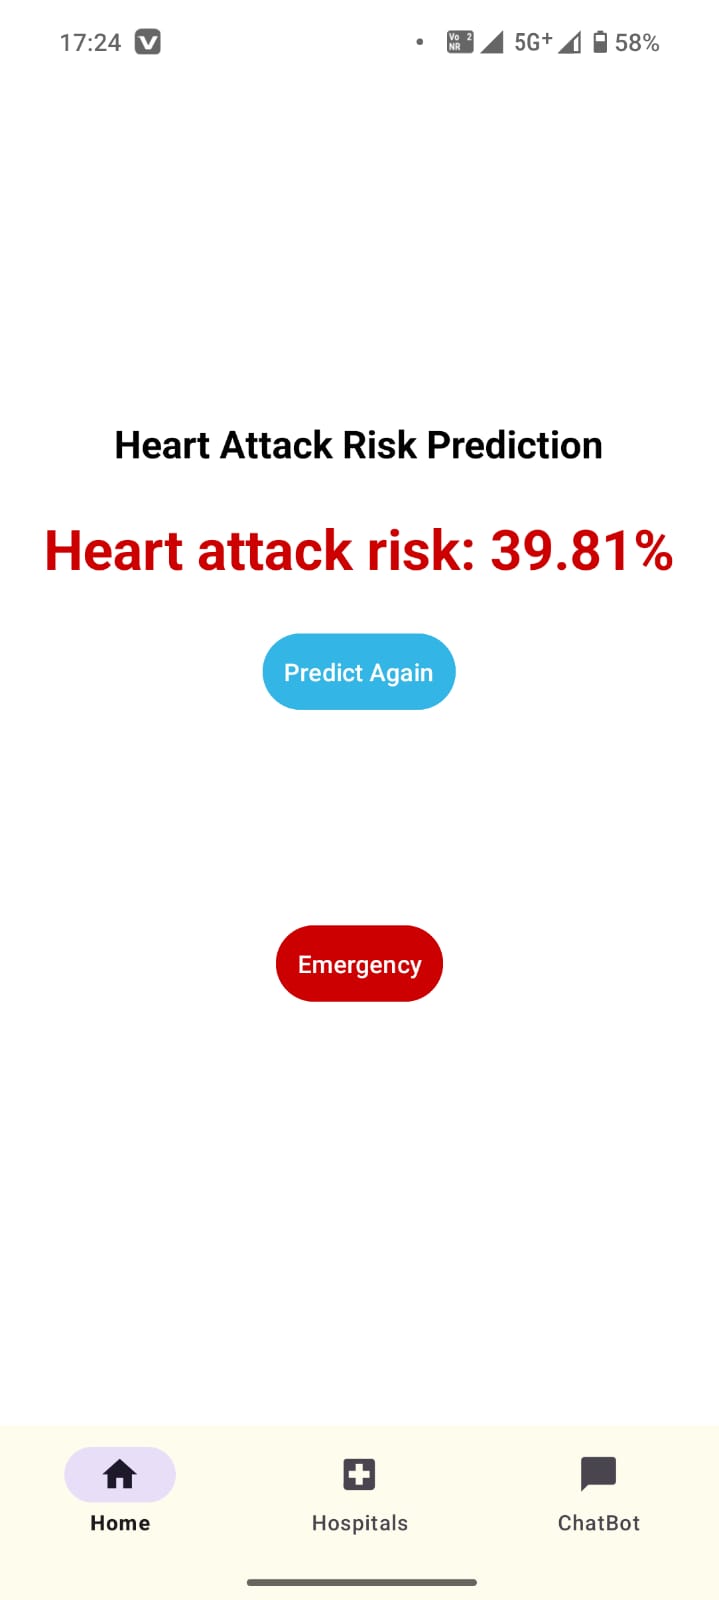 17:24 Vo 2 NR 5G+ 58%
Heart Attack Risk Prediction
Heart attack risk: 39.81%
Predict Again
Emergency
Home Hospitals ChatBot